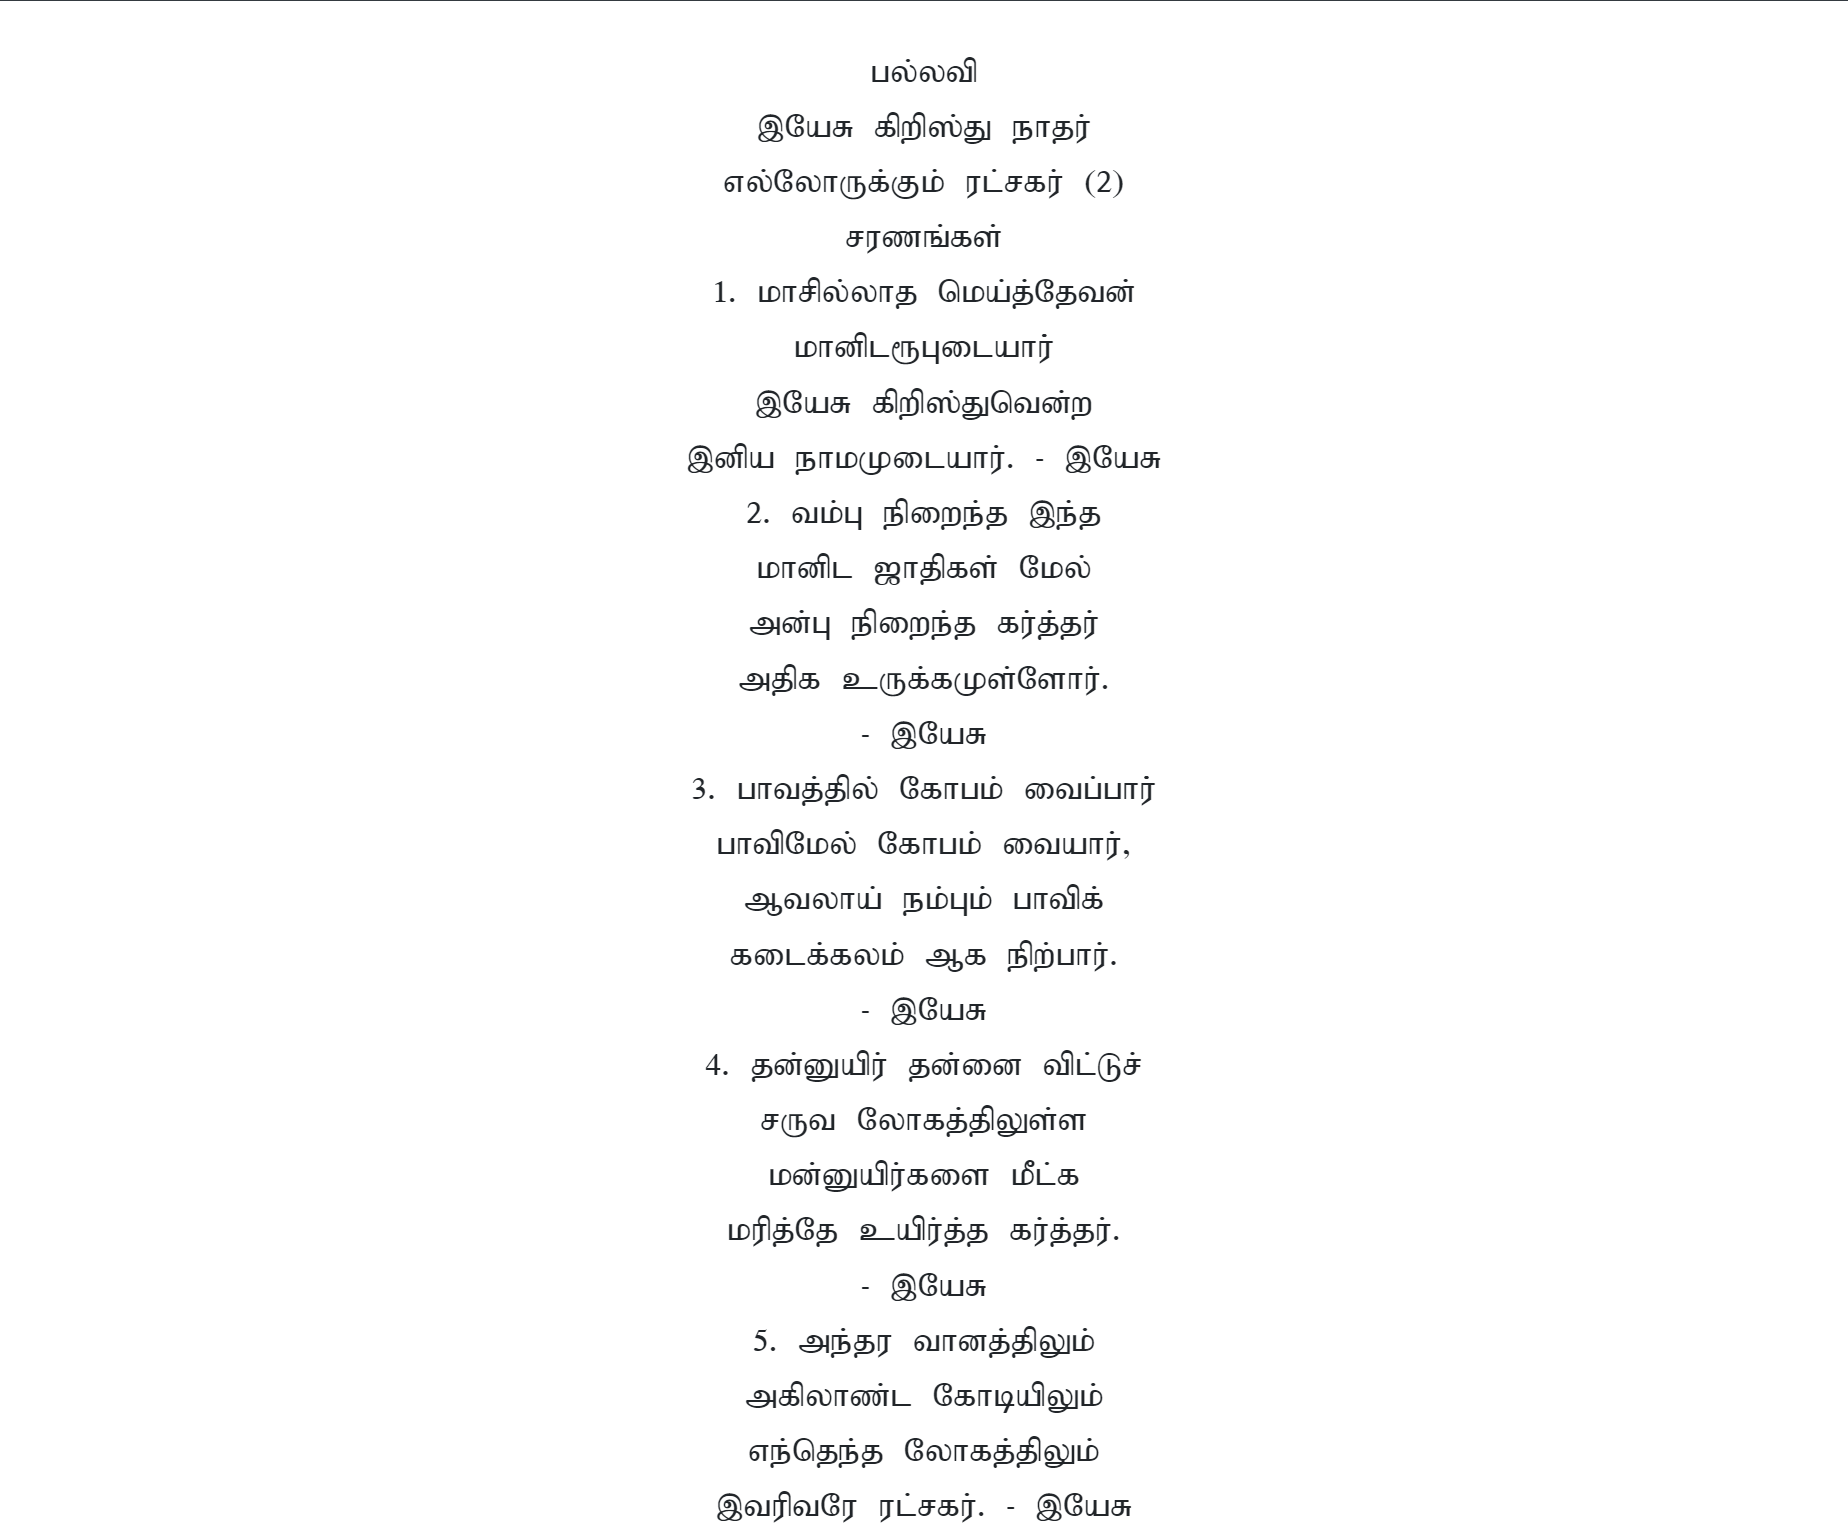 பல்லவி
இயேசு கிறிஸ்து நாதர்
எல்லோருக்கும் ரட்சகர் (2)
சரணங்கள்
1. மாசில்லாத மெய்த்தேவன்
மானிடரூபுடையார்
இயேசு கிறிஸ்துவென்ற
இனிய நாமமுடையார். - இயேசு
2. வம்பு நிறைந்த இந்த
மானிட ஜாதிகள் மேல்
அன்பு நிறைந்த கர்த்தர்
அதிக உருக்கமுள்ளோர்.
- இயேசு
3. பாவத்தில் கோபம் வைப்பார்
பாவிமேல் கோபம் வையார்,
ஆவலாய் நம்பும் பாவிக்
கடைக்கலம் ஆக நிற்பார்.
- இயேசு
4. தன்னுயிர் தன்னை விட்டுச்
சருவ லோகத்திலுள்ள
மன்னுயிர்களை மீட்க
மரித்தே உயிர்த்த கர்த்தர்.
- இயேசு
5. அந்தர வானத்திலும்
அகிலாண்ட கோடியிலும்
எந்தெந்த லோகத்திலும்
இவரிவரே ரட்சகர். - இயேசு